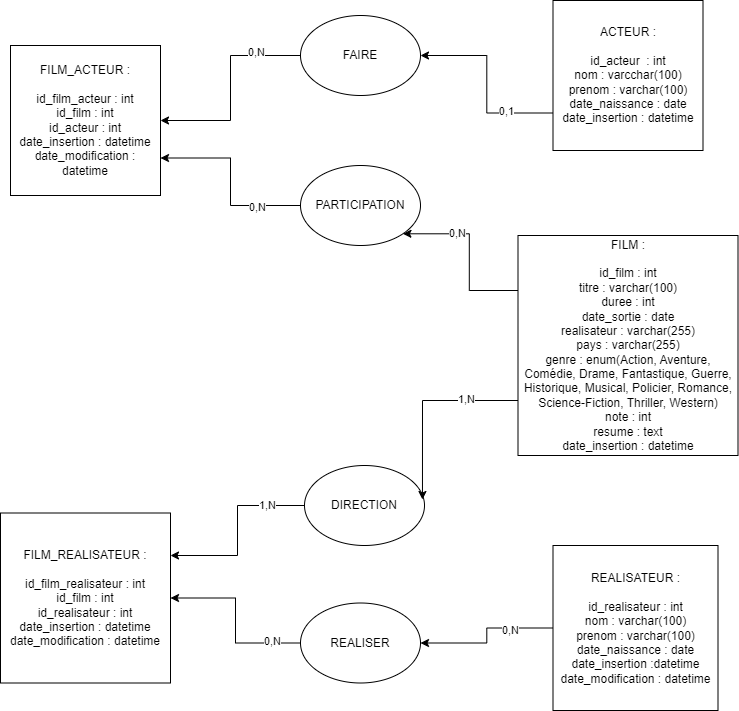 FILM_ACTEUR :
id_film_acteur : int
id_film : int
id_acteur : int
date_insertion : datetime
date_modification :
datetime
0,N
FAIRE
0,1
ACTEUR :
id_acteur : int
nom : varcchar(100)
prenom : varchar(100)
date_naissance : date
date_insertion : datetime
0,N
PARTICIPATION
0,N
FILM :
id_film : int
titre : varchar(100)
duree : int
date_sortie : date
realisateur : varchar(255)
pays : varchar(255)
genre : enum(Action, Aventure,
Comédie, Drame, Fantastique, Guerre,
Historique, Musical, Policier, Romance,
Science-Fiction, Thriller, Western)
note : int
resume : text
date_insertion : datetime
1,N
DIRECTION
1,N
FILM_REALISATEUR :
id_film_realisateur : int
id_film : int
id_realisateur : int
date_insertion : datetime
date_modification : datetime
0,N
REALISER
0,N
REALISATEUR :
id_realisateur : int
nom : varchar(100)
prenom : varchar(100)
date_naissance : date
date_insertion :datetime
date_modification : datetime